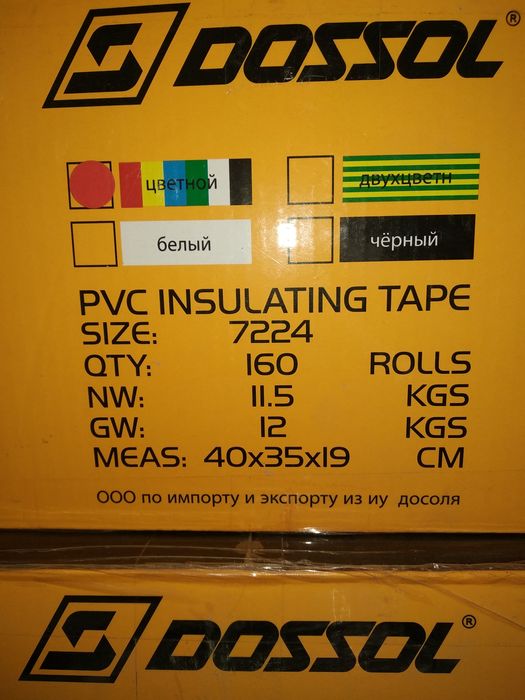 DOSSOL®
цветной
двухцветн
белый
чёрный
PVC INSULATING TAPE
SIZE: 7224
QTY: 160 ROLLS
NW: 11.5 KGS
GW: 12 KGS
MEAS: 40x35x19 CM
ООО по импорту и экспорту из иу досоля
DOSSOL®